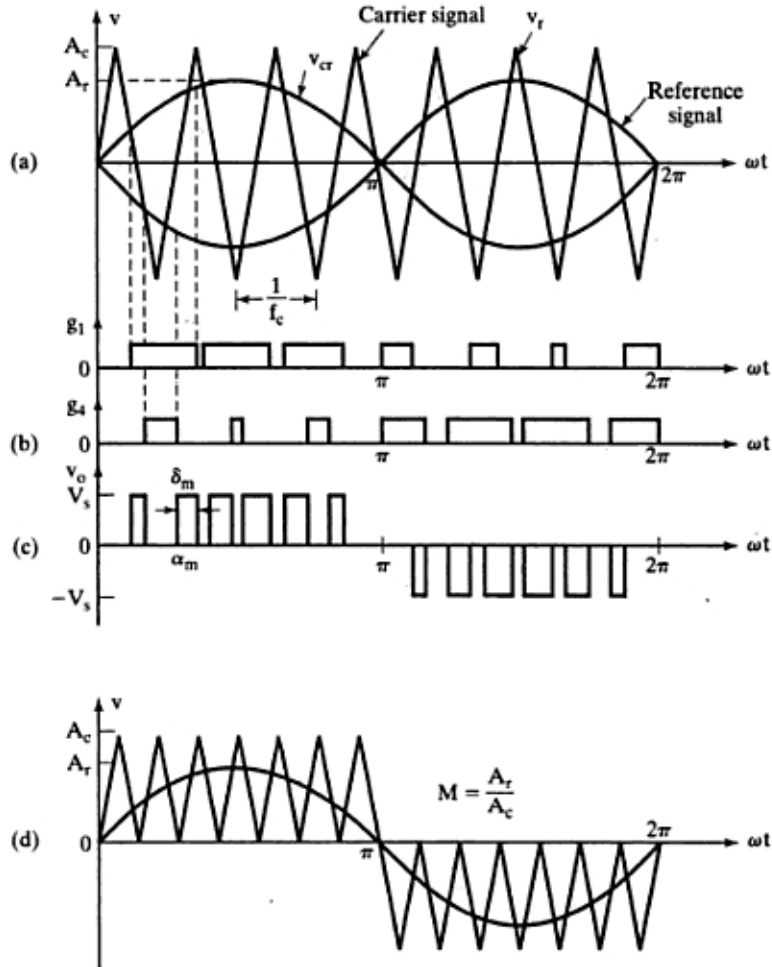 v
Carrier signal
v_r
A_c
v_cr
A_r
Reference
signal
(a)
ωt
π
2π
1
f_c
g_1
0
π
2π
ωt
g_4
(b)
0
π
2π
ωt
v_o
δ_m
V_s
(c)
0
ωt
α_m
π
2π
−V_s
v
A_c
A_r
M = A_r
A_c
(d)
0
2π
ωt
π